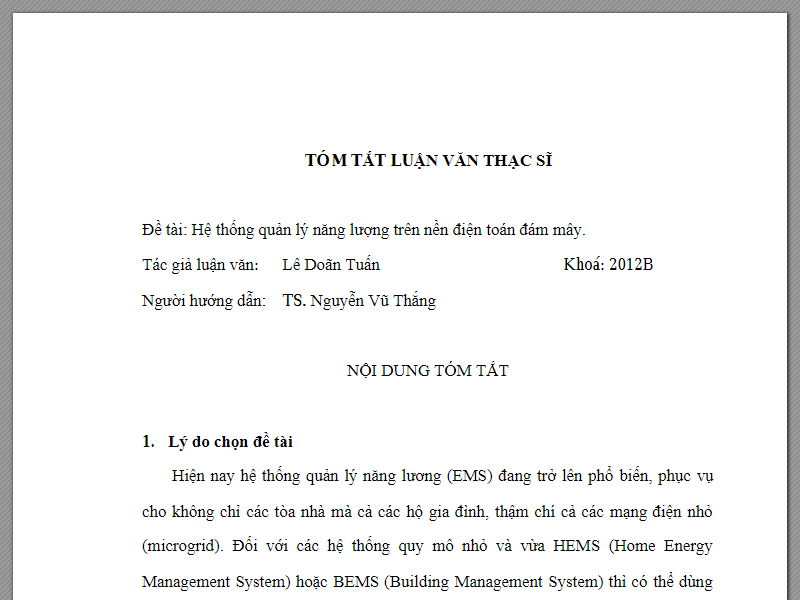 TÓM TẮT LUẬN VĂN THẠC SĨ
Đề tài: Hệ thống quản lý năng lượng trên nền điện toán đám mây.
Tác giả luận văn: Lê Doãn Tuấn Khoá: 2012B
Người hướng dẫn: TS. Nguyễn Vũ Thắng
NỘI DUNG TÓM TẮT
1. Lý do chọn đề tài
Hiện nay hệ thống quản lý năng lương (EMS) đang trở lên phổ biến, phục vụ
cho không chỉ các tòa nhà mà cả các hộ gia đình, thậm chí cả các mạng điện nhỏ
(microgrid). Đối với các hệ thống quy mô nhỏ và vừa HEMS (Home Energy
Management System) hoặc BEMS (Building Management System) thì có thể dùng